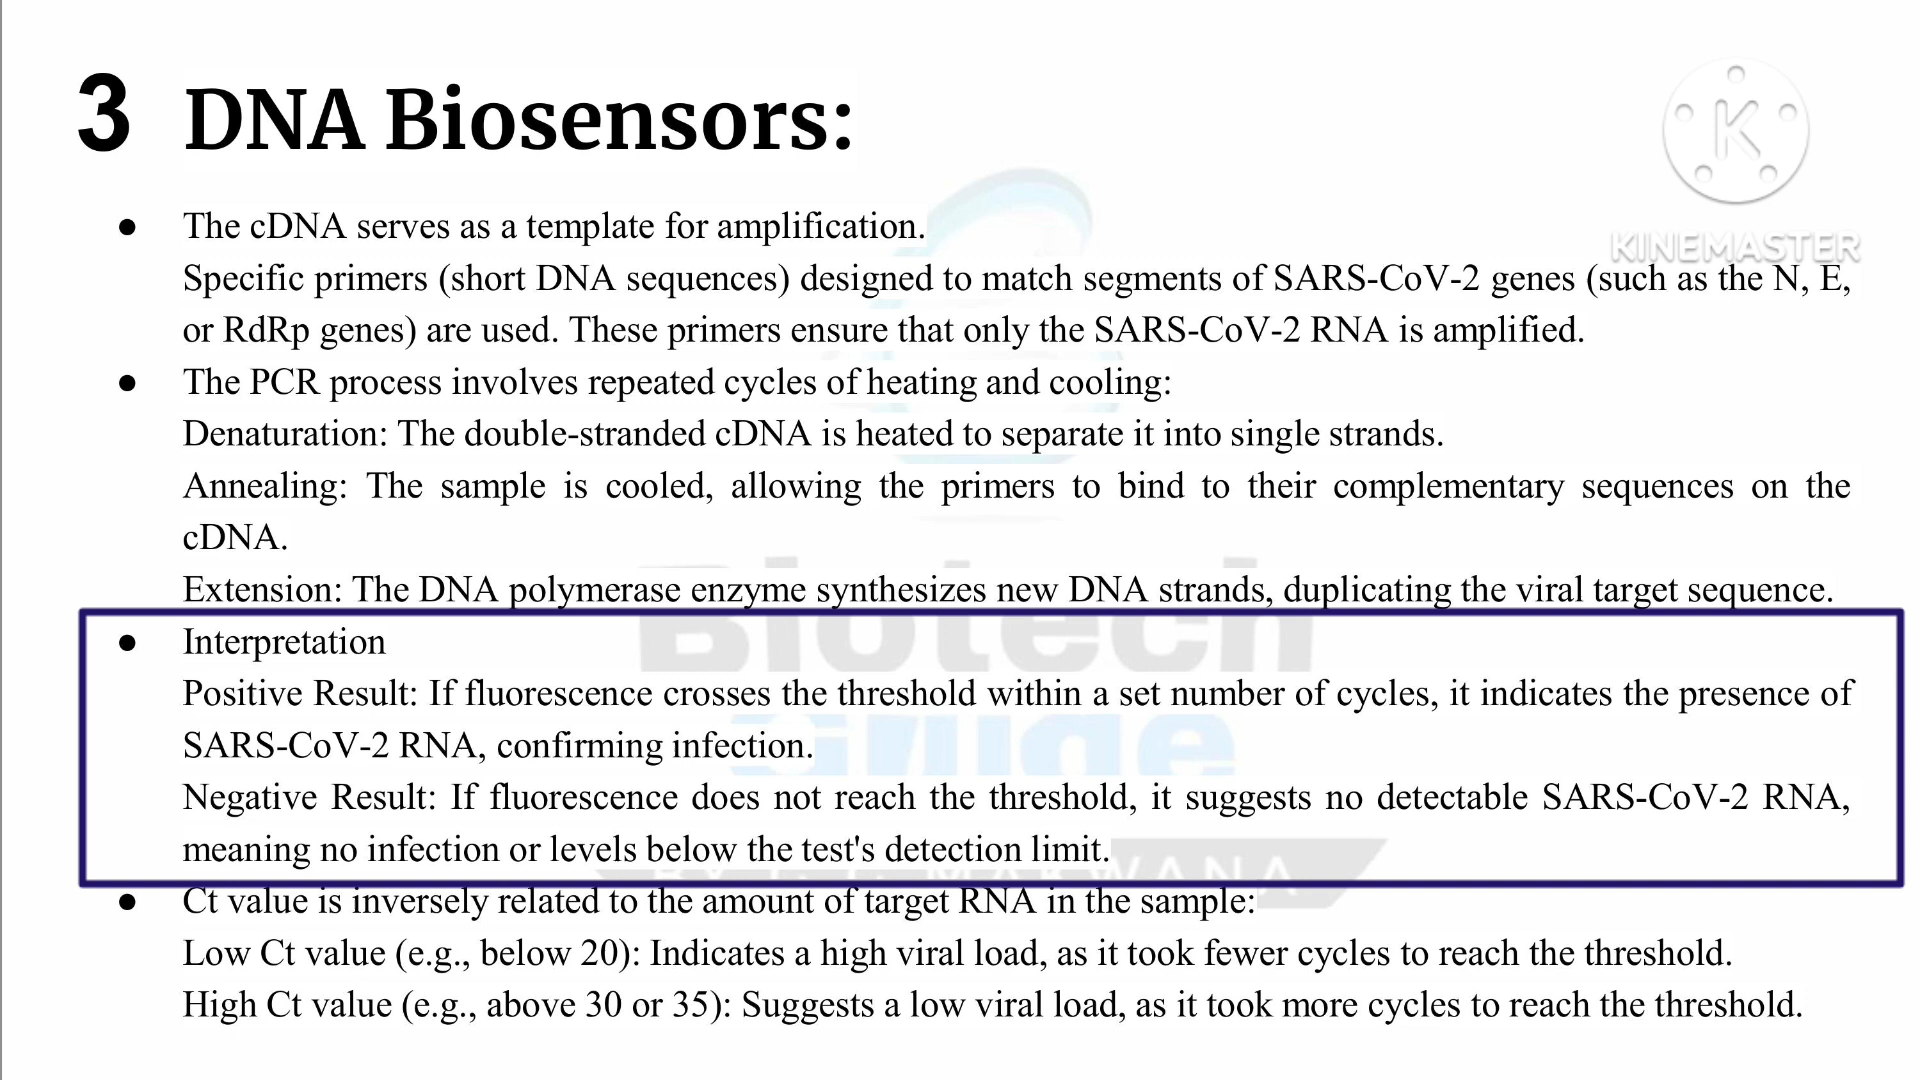 3 DNA Biosensors:
K
KINEMASTER
● The cDNA serves as a template for amplification.
Specific primers (short DNA sequences) designed to match segments of SARS-CoV-2 genes (such as the N, E,
or RdRp genes) are used. These primers ensure that only the SARS-CoV-2 RNA is amplified.
● The PCR process involves repeated cycles of heating and cooling:
Denaturation: The double-stranded cDNA is heated to separate it into single strands.
Annealing: The sample is cooled, allowing the primers to bind to their complementary sequences on the
cDNA.
Extension: The DNA polymerase enzyme synthesizes new DNA strands, duplicating the viral target sequence.
● Interpretation
Positive Result: If fluorescence crosses the threshold within a set number of cycles, it indicates the presence of
SARS-CoV-2 RNA, confirming infection.
Negative Result: If fluorescence does not reach the threshold, it suggests no detectable SARS-CoV-2 RNA,
meaning no infection or levels below the test's detection limit.
● Ct value is inversely related to the amount of target RNA in the sample:
Low Ct value (e.g., below 20): Indicates a high viral load, as it took fewer cycles to reach the threshold.
High Ct value (e.g., above 30 or 35): Suggests a low viral load, as it took more cycles to reach the threshold.
Biotech
Guide